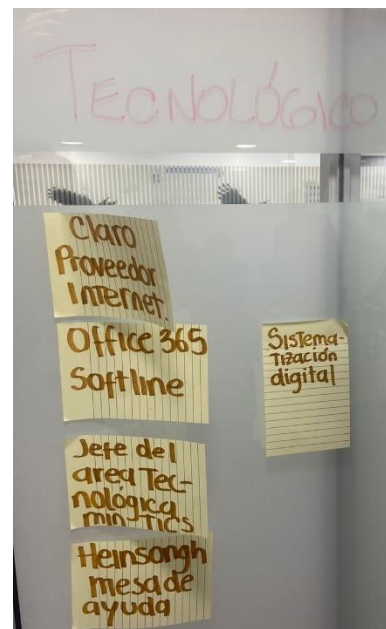 TECNOLÓGICO
Claro
Proveedor
Internet.
Office 365
Softline
Jefe del
area Tec-
nológica
min-TICS
Heinsongh
mesa de
ayuda
Sistema-
tización
digital